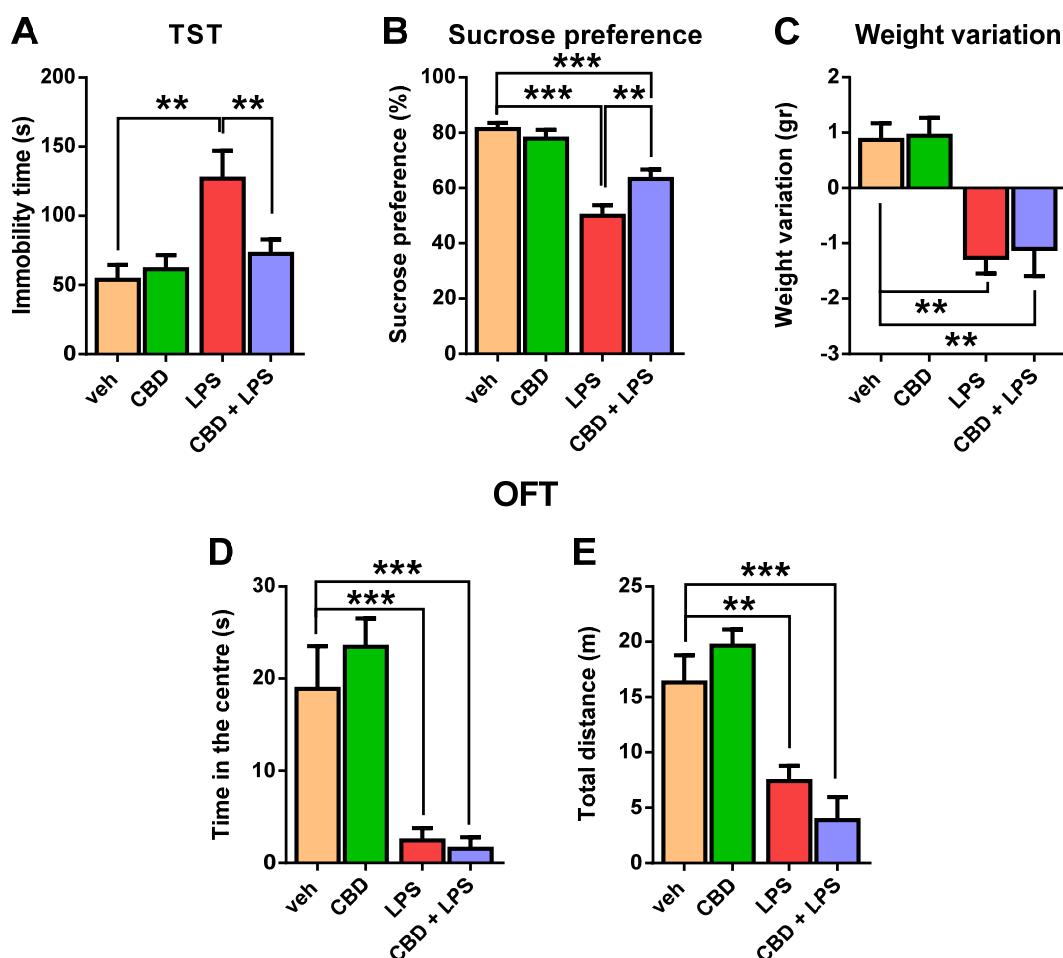 A TST
Immobility time (s)
200
150
100
50
0
** **
veh CBD LPS CBD + LPS
B Sucrose preference
Sucrose preference (%)
100
80
60
40
20
0
***
*** **
veh CBD LPS CBD + LPS
C Weight variation
Weight variation (gr)
2
1
0
-1
-2
-3
**
**
veh CBD LPS CBD + LPS
OFT
D
Time in the centre (s)
30
20
10
0
***
***
veh CBD LPS CBD + LPS
E
Total distance (m)
25
20
15
10
5
0
***
**
veh CBD LPS CBD + LPS